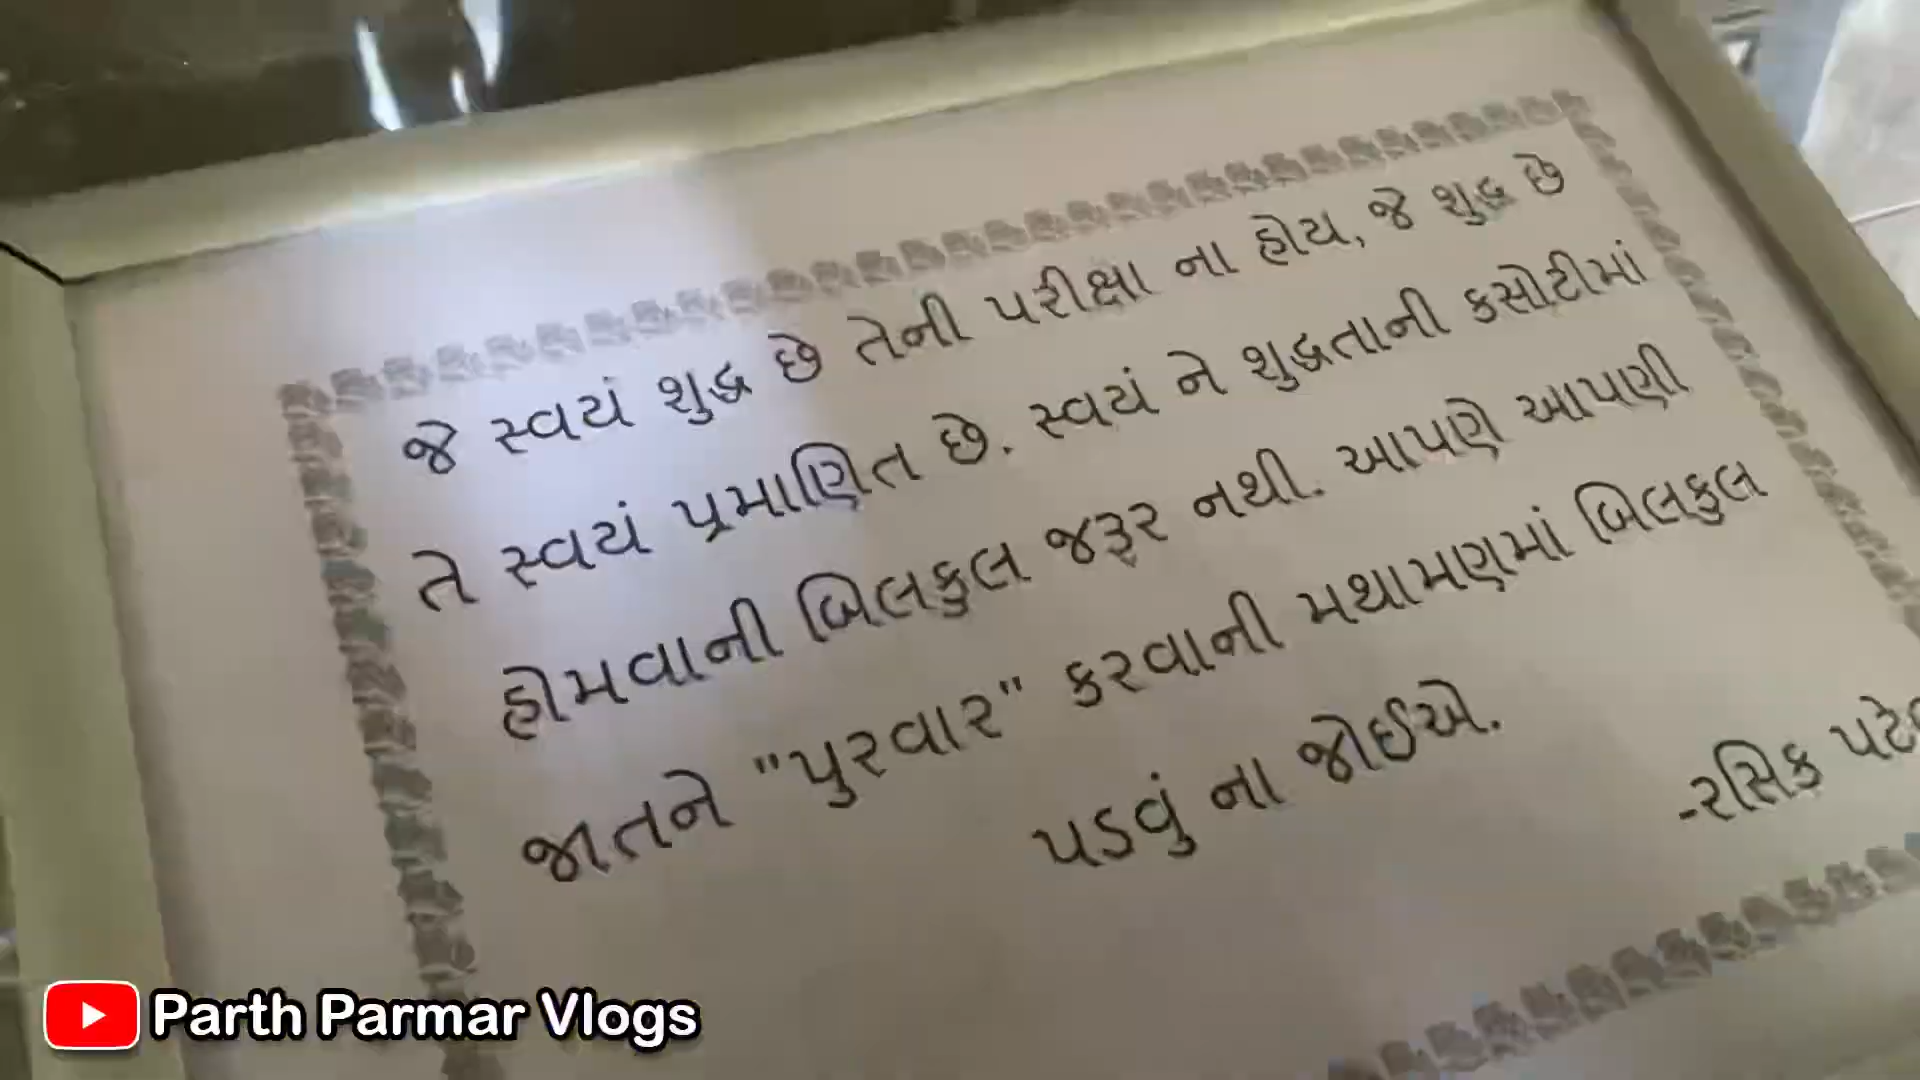 જે સ્વયં શુદ્ધ છે તેની પરીક્ષા ના હોય, જે શુદ્ધ છે
તે સ્વયં પ્રમાણિત છે. સ્વયં ને શુદ્ધતાની કસોટીમાં
હોમવાની બિલકુલ જરૂર નથી. આપણે આપણી
જાતને "પુરવાર" કરવાની મથામણમાં બિલકુલ
પડવું ના જોઈએ.
-રસિક પટેલ
Parth Parmar Vlogs